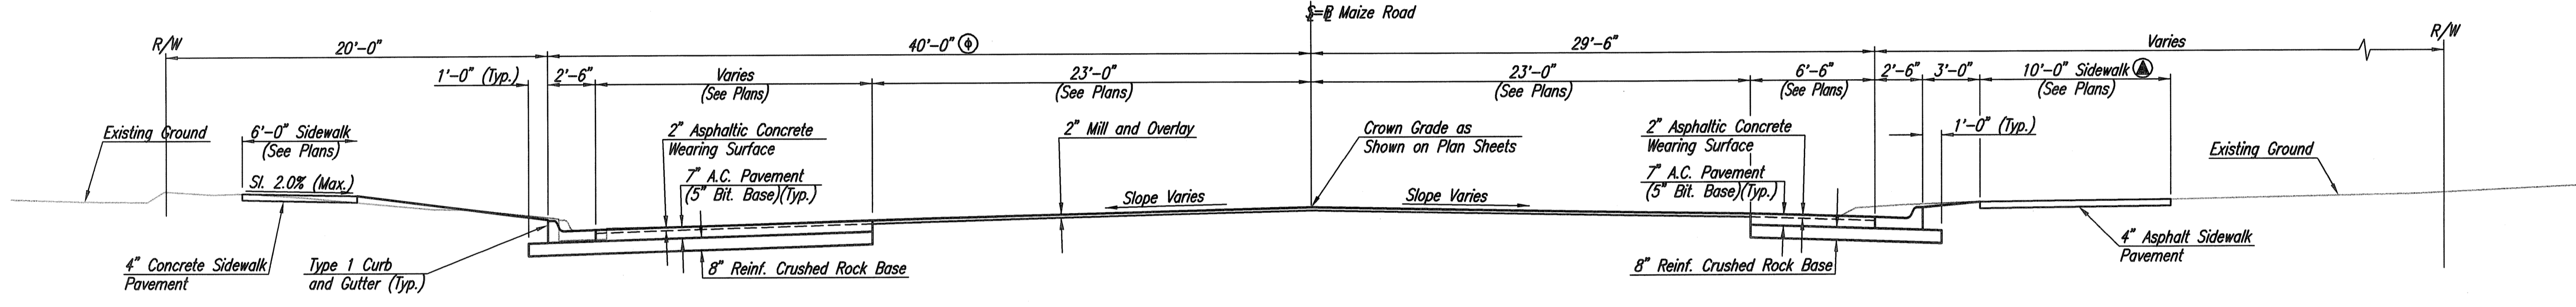 Maize Road
R/W
20'-0"
40'-0"
29'-6"
Varies
R/W
1'-0" (Typ.)
2'-6"
Varies
(See Plans)
23'-0"
(See Plans)
23'-0"
(See Plans)
6'-6"
(See Plans)
2'-6"
3'-0"
10'-0" Sidewalk
(See Plans)
Existing Ground
6'-0" Sidewalk
(See Plans)
2" Asphaltic Concrete
Wearing Surface
2" Mill and Overlay
Crown Grade as
Shown on Plan Sheets
2" Asphaltic Concrete
Wearing Surface
1'-0" (Typ.)
Existing Ground
Sl. 2.0% (Max.)
7" A.C. Pavement
(5" Bit. Base)(Typ.)
Slope Varies
Slope Varies
7" A.C. Pavement
(5" Bit. Base)(Typ.)
4" Concrete Sidewalk
Pavement
Type 1 Curb
and Gutter (Typ.)
8" Reinf. Crushed Rock Base
8" Reinf. Crushed Rock Base
4" Asphalt Sidewalk
Pavement